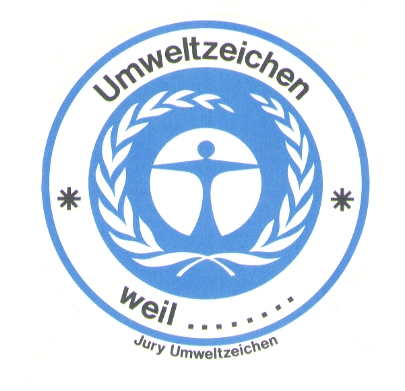 Umweltzeichen
* *
weil ........
Jury Umweltzeichen